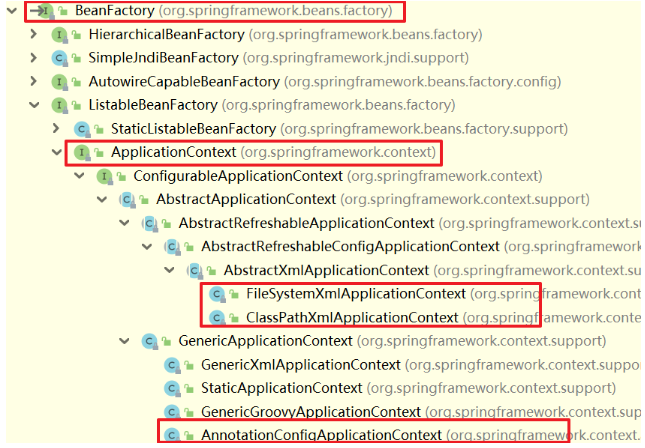 BeanFactory (org.springframework.beans.factory)
HierarchicalBeanFactory (org.springframework.beans.factory)
SimpleJndiBeanFactory (org.springframework.jndi.support)
AutowireCapableBeanFactory (org.springframework.beans.factory.config)
ListableBeanFactory (org.springframework.beans.factory)
StaticListableBeanFactory (org.springframework.beans.factory.support)
ApplicationContext (org.springframework.context)
ConfigurableApplicationContext (org.springframework.context)
AbstractApplicationContext (org.springframework.context.support)
AbstractRefreshableApplicationContext (org.springframework.context.su
AbstractRefreshableConfigApplicationContext (org.springframework
AbstractXmlApplicationContext (org.springframework.context.su
FileSystemXmlApplicationContext (org.springframework.cont
ClassPathXmlApplicationContext (org.springframework.conte
GenericApplicationContext (org.springframework.context.support)
GenericXmlApplicationContext (org.springframework.context.suppo
StaticApplicationContext (org.springframework.context.support)
GenericGroovyApplicationContext (org.springframework.context.sup
AnnotationConfigApplicationContext (org.springframework.context.